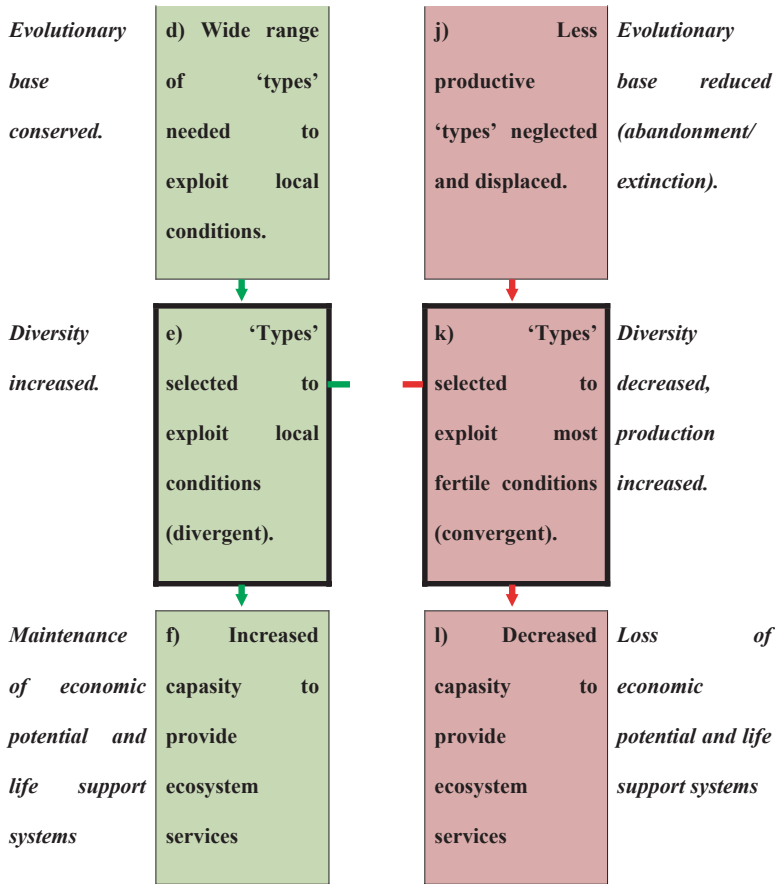 Evolutionary
base
conserved.
d) Wide range
of ‘types’
needed to
exploit local
conditions.
j) Less
productive
‘types’ neglected
and displaced.
Evolutionary
base reduced
(abandonment/
extinction).
Diversity
increased.
e) ‘Types’
selected to
exploit local
conditions
(divergent).
k) ‘Types’
selected to
exploit most
fertile conditions
(convergent).
Diversity
decreased,
production
increased.
Maintenance
of economic
potential and
life support
systems
f) Increased
capasity to
provide
ecosystem
services
l) Decreased
capasity to
provide
ecosystem
services
Loss of
economic
potential and life
support systems